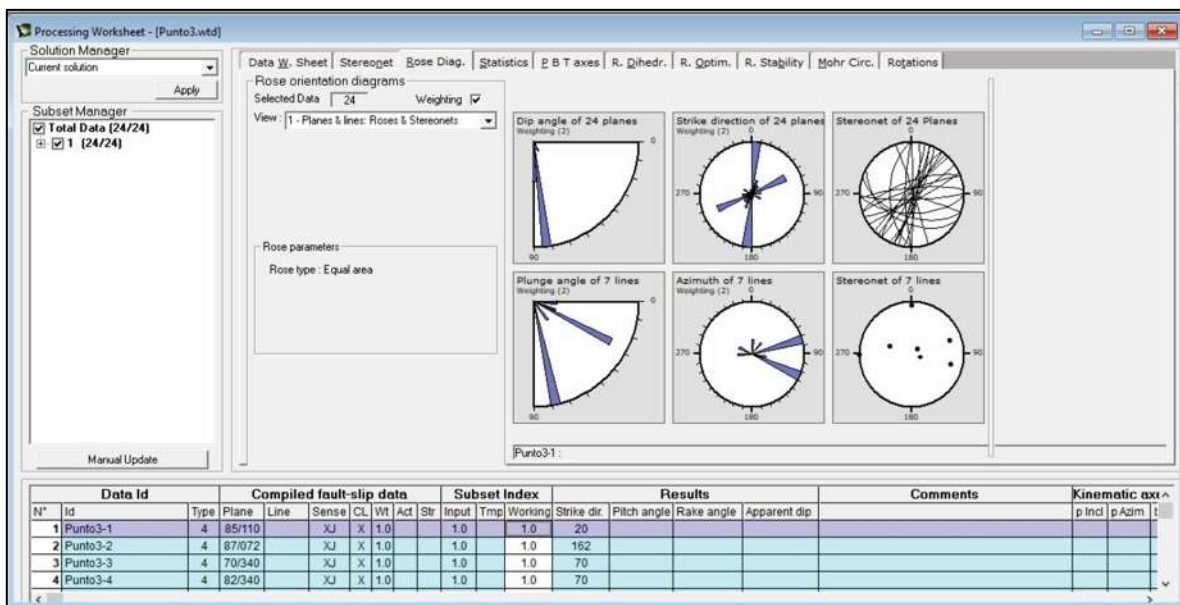 Processing Worksheet - [Punto3.wtd]
Solution Manager
Current solution
Apply
Subset Manager
Total Data (24/24)
1 (24/24)
Manual Update
Data W. Sheet Stereonet Rose Diag. Statistics P B T axes R. Dihedr. R. Optim. R. Stability Mohr Circ. Rotations
Rose orientation diagrams
Selected Data 24 Weighting
View : 1 - Planes & lines: Roses & Stereonets
Rose parameters
Rose type : Equal area
Dip angle of 24 planes
Weighting (2)
0
90
Strike direction of 24 planes
Weighting (2)
0
270 90
180
Stereonet of 24 Planes
0
270 90
180
Plunge angle of 7 lines
Weighting (2)
0
90
Azimuth of 7 lines
Weighting (2)
0
270 90
180
Stereonet of 7 lines
0
270 90
180
Punto3-1 :
Data Id Compiled fault-slip data Subset Index Results Comments Kinematic axe
N° Id Type Plane Line Sense CL Wt Act Str Input Tmp Working Strike dir. Pitch angle Rake angle Apparent dip p Incl p Azim
1 Punto3-1 4 85/110 XJ X 1.0 1.0 1.0 20
2 Punto3-2 4 87/072 XJ X 1.0 1.0 1.0 162
3 Punto3-3 4 70/340 XJ X 1.0 1.0 1.0 70
4 Punto3-4 4 82/340 XJ X 1.0 1.0 1.0 70